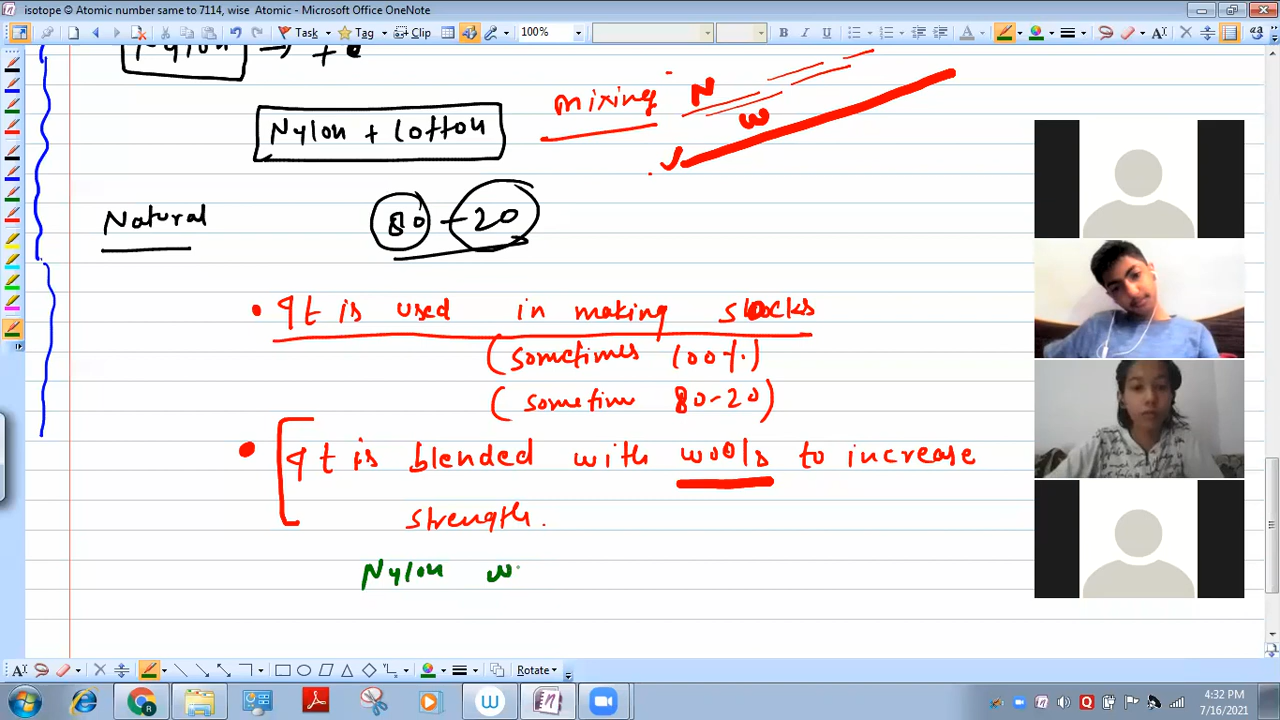 isotope © Atomic number same to 7114, wise Atomic - Microsoft Office OneNote
Task Tag Clip 100% B
Nylon → + e
Nylon + Cotton
mixing N
W
Natural
80 - 20
• It is used in making socks
(sometimes 100%)
(sometime 80-20)
• It is blended with wools to increase
strength.
Nylon w
Rotate
4:32 PM
7/16/2021